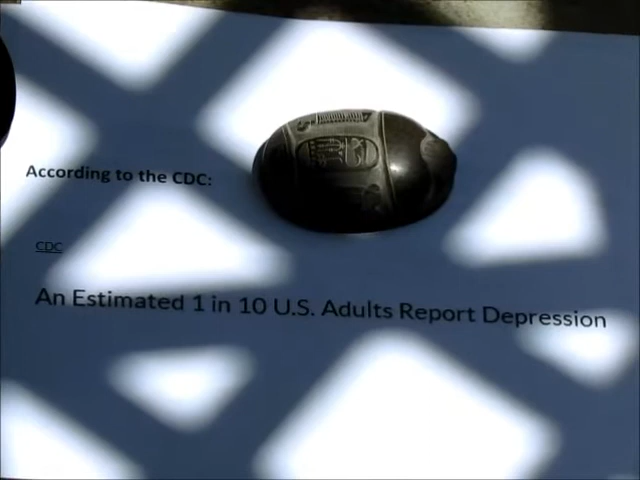 According to the CDC:
CDC
An Estimated 1 in 10 U.S. Adults Report Depression